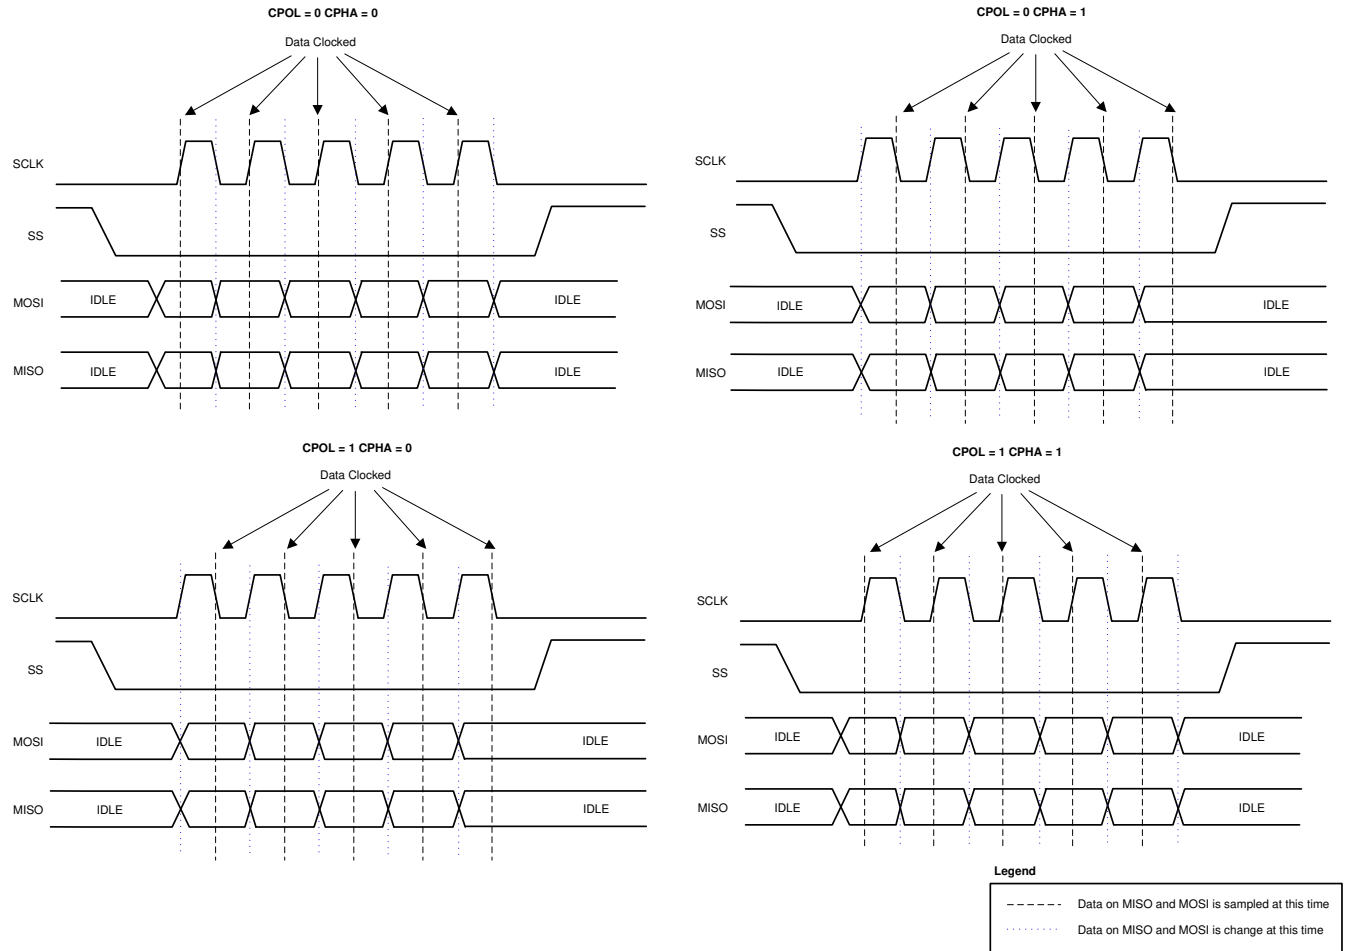 CPOL = 0 CPHA = 0
Data Clocked
SCLK
SS
MOSI IDLE IDLE
MISO IDLE IDLE
CPOL = 0 CPHA = 1
Data Clocked
SCLK
SS
MOSI IDLE IDLE
MISO IDLE IDLE
CPOL = 1 CPHA = 0
Data Clocked
SCLK
SS
MOSI IDLE IDLE
MISO IDLE IDLE
CPOL = 1 CPHA = 1
Data Clocked
SCLK
SS
MOSI IDLE IDLE
MISO IDLE IDLE
Legend
Data on MISO and MOSI is sampled at this time
Data on MISO and MOSI is change at this time